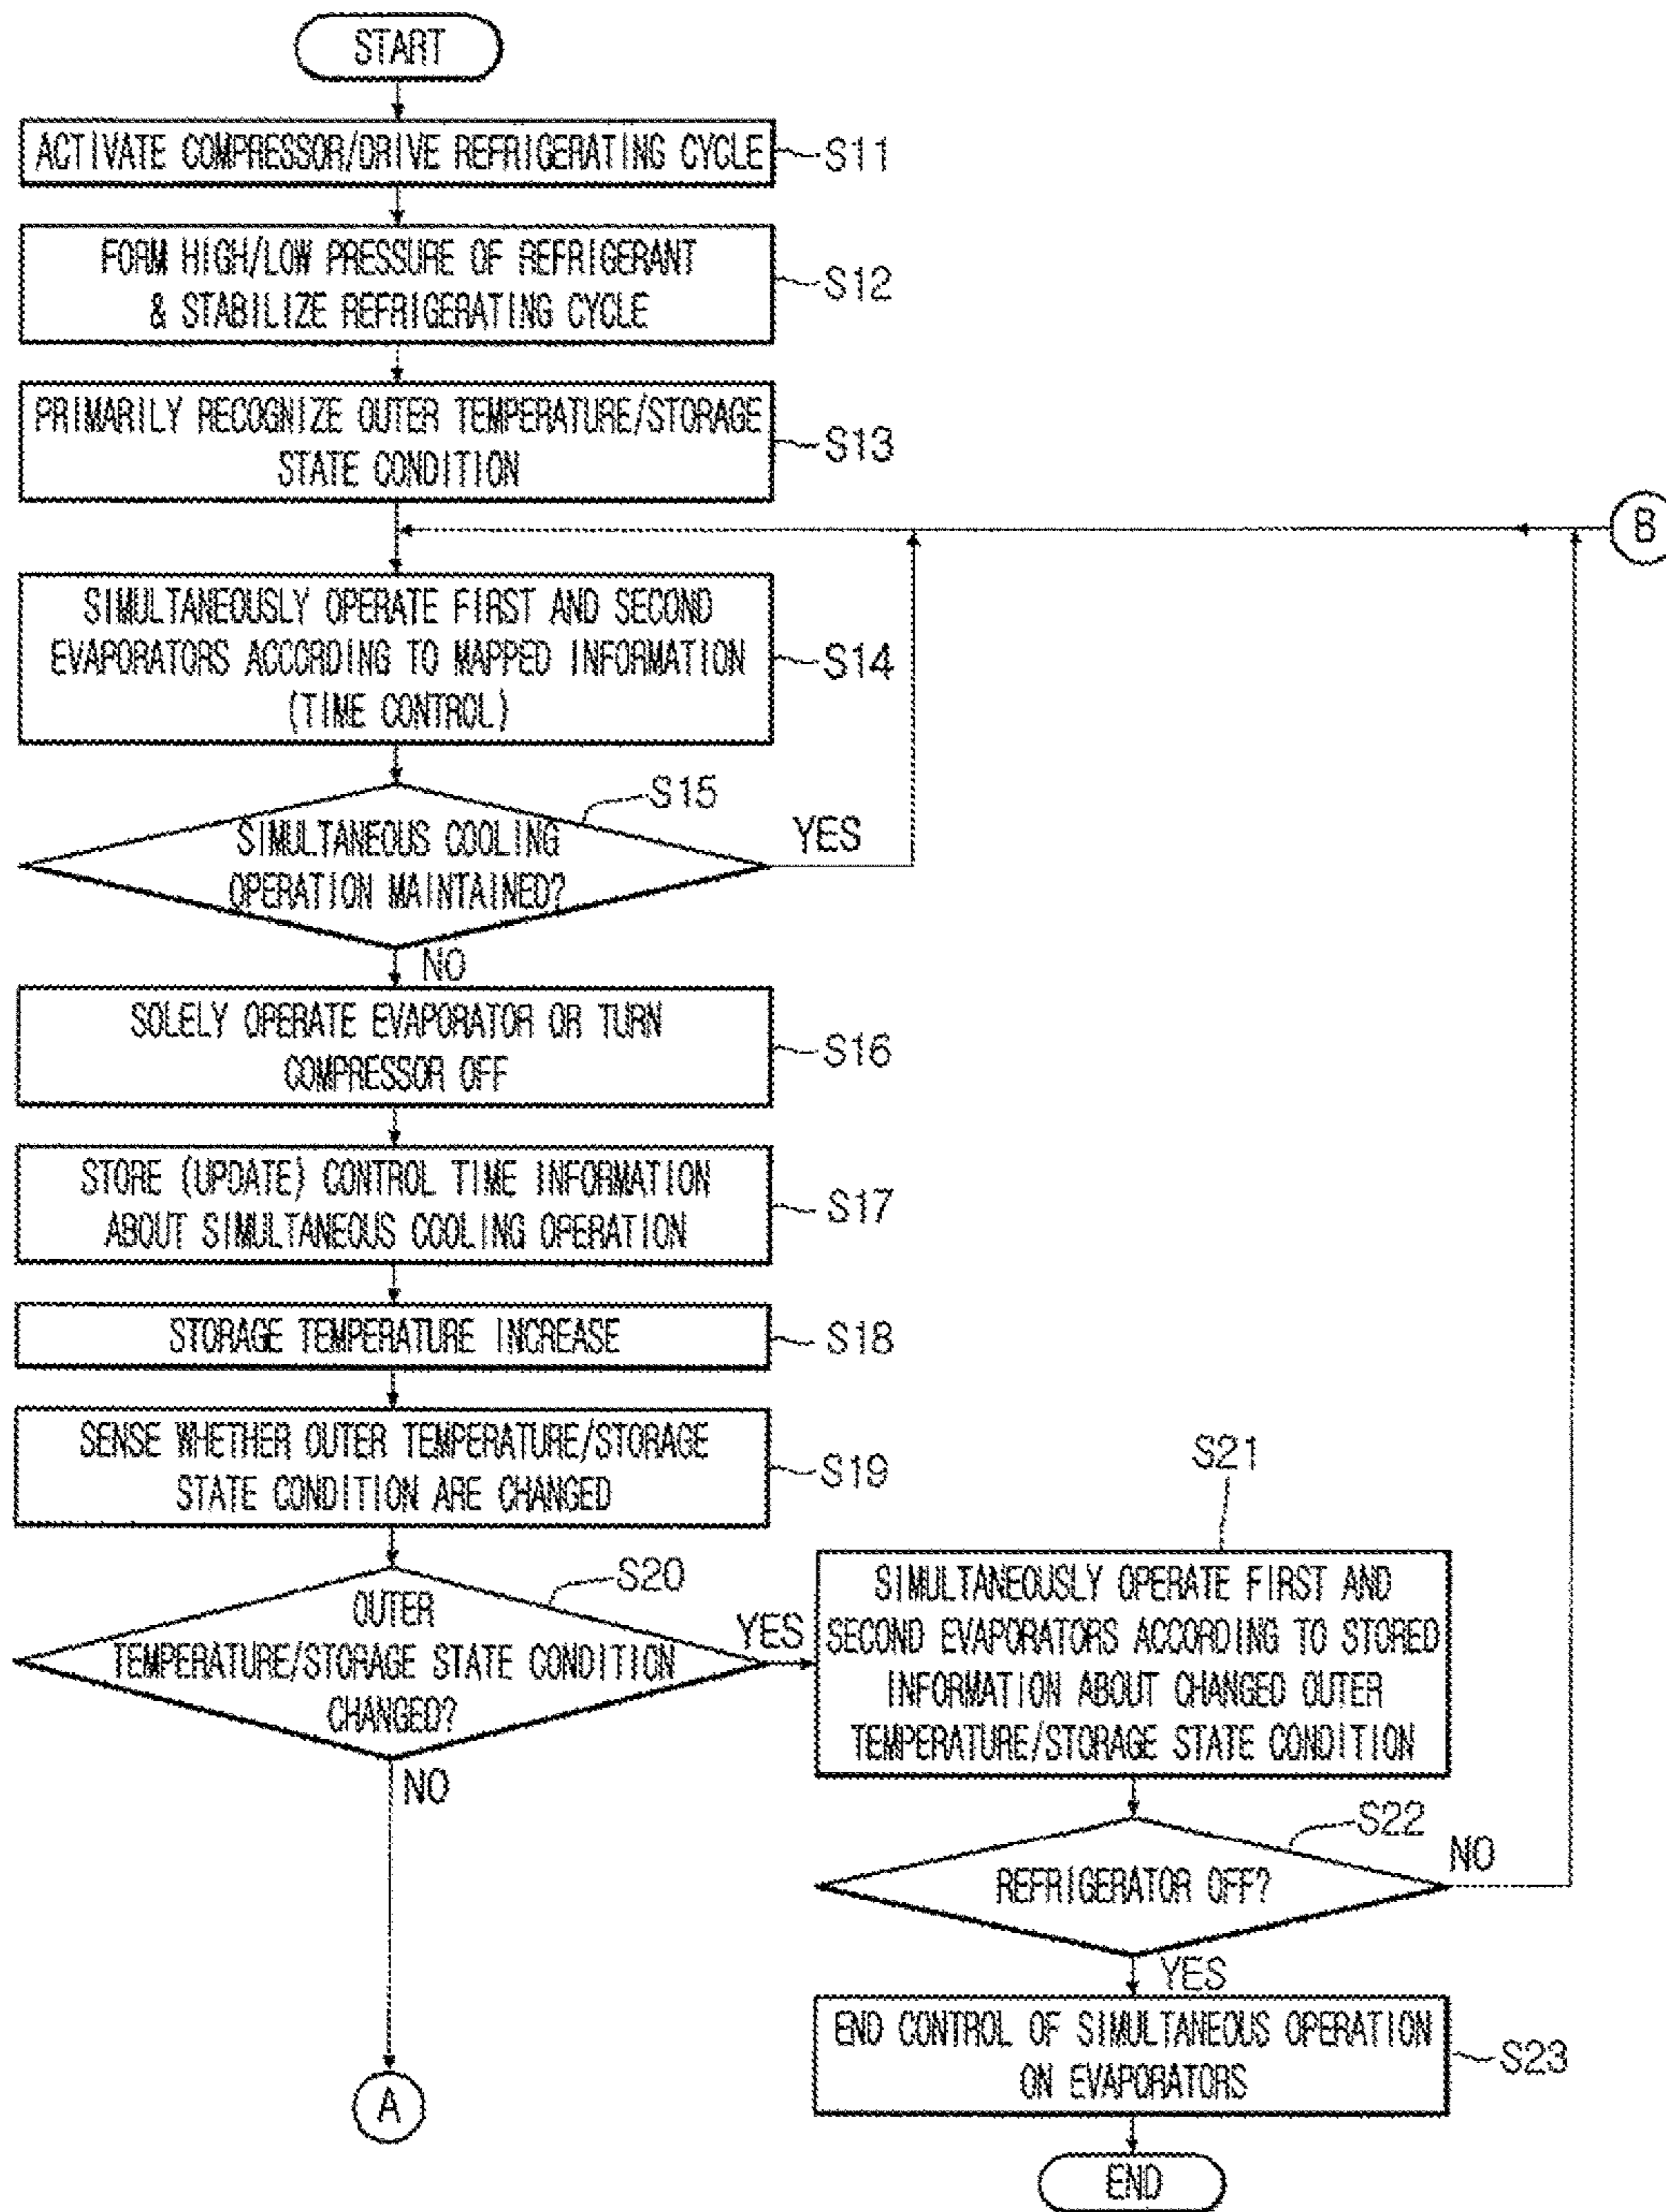 START
ACTIVATE COMPRESSOR/DRIVE REFRIGERATING CYCLE
S11
FORM HIGH/LOW PRESSURE OF REFRIGERANT
& STABILIZE REFRIGERATING CYCLE
S12
PRIMARILY RECOGNIZE OUTER TEMPERATURE/STORAGE
STATE CONDITION
S13
B
SIMULTANEOUSLY OPERATE FIRST AND SECOND
EVAPORATORS ACCORDING TO MAPPED INFORMATION
(TIME CONTROL)
S14
S15
SIMULTANEOUS COOLING
OPERATION MAINTAINED?
YES
NO
SOLELY OPERATE EVAPORATOR OR TURN
COMPRESSOR OFF
S16
STORE (UPDATE) CONTROL TIME INFORMATION
ABOUT SIMULTANEOUS COOLING OPERATION
S17
STORAGE TEMPERATURE INCREASE
S18
SENSE WHETHER OUTER TEMPERATURE/STORAGE
STATE CONDITION ARE CHANGED
S19
S20
OUTER
TEMPERATURE/STORAGE STATE CONDITION
CHANGED?
YES
NO
A
S21
SIMULTANEOUSLY OPERATE FIRST AND
SECOND EVAPORATORS ACCORDING TO STORED
INFORMATION ABOUT CHANGED OUTER
TEMPERATURE/STORAGE STATE CONDITION
S22
REFRIGERATOR OFF?
NO
YES
END CONTROL OF SIMULTANEOUS OPERATION
ON EVAPORATORS
S23
END